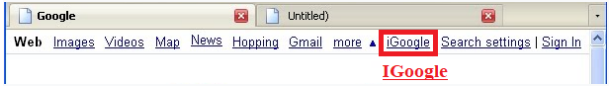 Google Untitled)
Web Images Videos Map News Hopping Gmail more ▲ iGoogle Search settings | Sign In
IGoogle